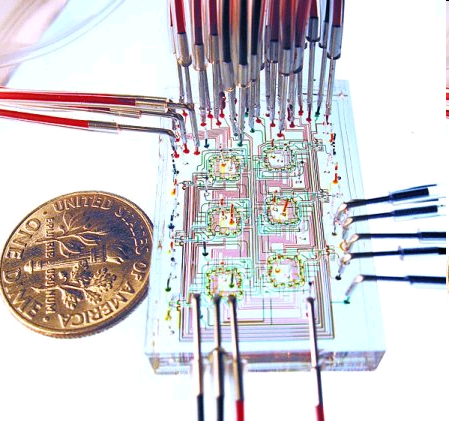 UNITED STATES OF AMERICA
ONE DIME